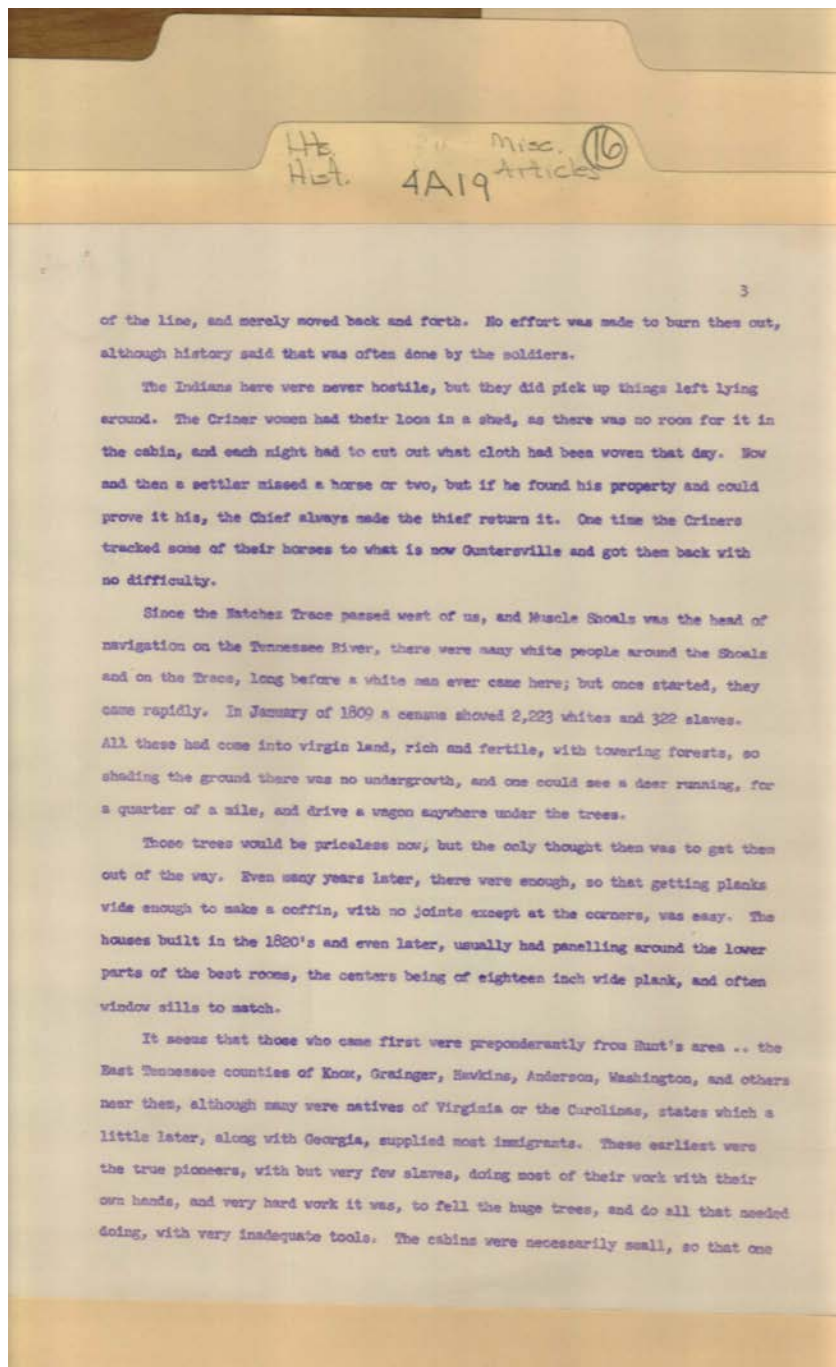 Hts. Misc. 16
Hist. 4A19 Articles
3
of the line, and merely moved back and forth. No effort was made to burn them out,
although history said that was often done by the soldiers.
The Indians here were never hostile, but they did pick up things left lying
around. The Criner women had their loom in a shed, as there was no room for it in
the cabin, and each night had to cut out what cloth had been woven that day. Now
and then a settler missed a horse or two, but if he found his property and could
prove it his, the Chief always made the thief return it. One time the Criners
tracked some of their horses to what is now Guntersville and got them back with
no difficulty.
Since the Natchez Trace passed west of us, and Muscle Shoals was the head of
navigation on the Tennessee River, there were many white people around the Shoals
and on the Trace, long before a white man ever came here; but once started, they
came rapidly. In January of 1809 a census showed 2,223 whites and 322 slaves.
All these had come into virgin land, rich and fertile, with towering forests, so
shading the ground there was no undergrowth, and one could see a deer running, for
a quarter of a mile, and drive a wagon anywhere under the trees.
Those trees would be priceless now, but the only thought then was to get them
out of the way. Even many years later, there were enough, so that getting planks
wide enough to make a coffin, with no joints except at the corners, was easy. The
houses built in the 1820's and even later, usually had panelling around the lower
parts of the best rooms, the centers being of eighteen inch wide plank, and often
window sills to match.
It seems that those who came first were preponderantly from Hunt's area .. the
East Tennessee counties of Knox, Grainger, Hawkins, Anderson, Washington, and others
near them, although many were natives of Virginia or the Carolinas, states which a
little later, along with Georgia, supplied most immigrants. These earliest were
the true pioneers, with but very few slaves, doing most of their work with their
own hands, and very hard work it was, to fell the huge trees, and do all that needed
doing, with very inadequate tools. The cabins were necessarily small, so that one